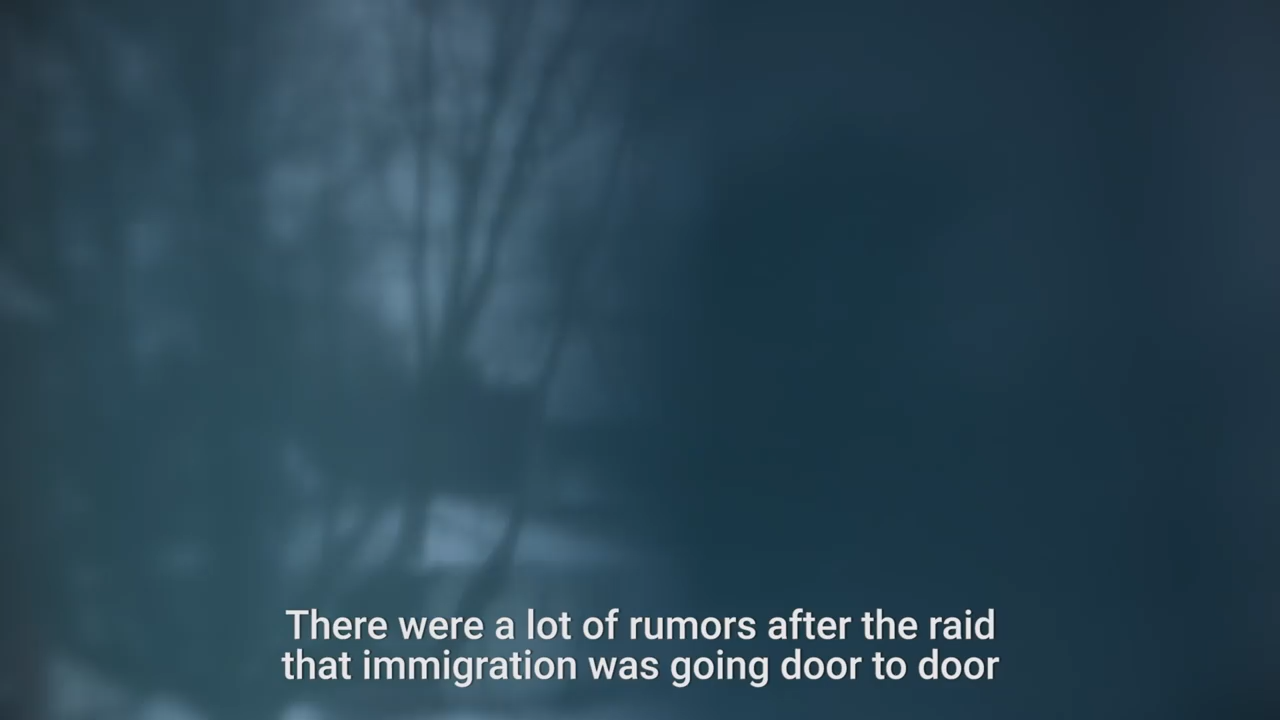 There were a lot of rumors after the raid
that immigration was going door to door